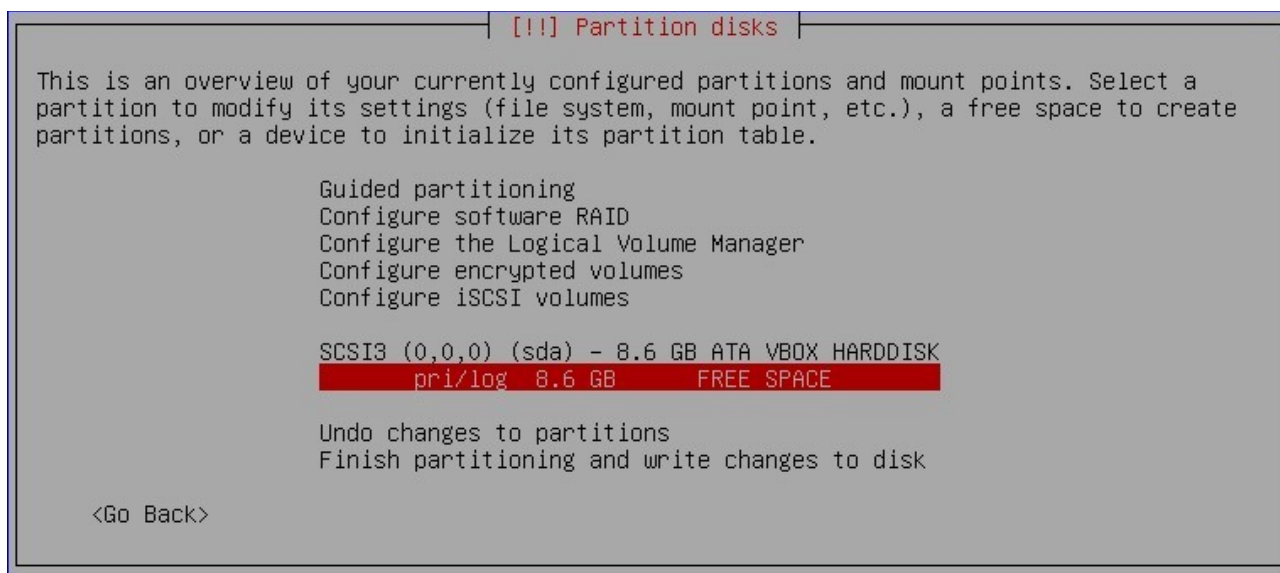 [!!] Partition disks
This is an overview of your currently configured partitions and mount points. Select a
partition to modify its settings (file system, mount point, etc.), a free space to create
partitions, or a device to initialize its partition table.
Guided partitioning
Configure software RAID
Configure the Logical Volume Manager
Configure encrypted volumes
Configure iSCSI volumes
SCSI3 (0,0,0) (sda) – 8.6 GB ATA VBOX HARDDISK
pri/log 8.6 GB FREE SPACE
Undo changes to partitions
Finish partitioning and write changes to disk
<Go Back>